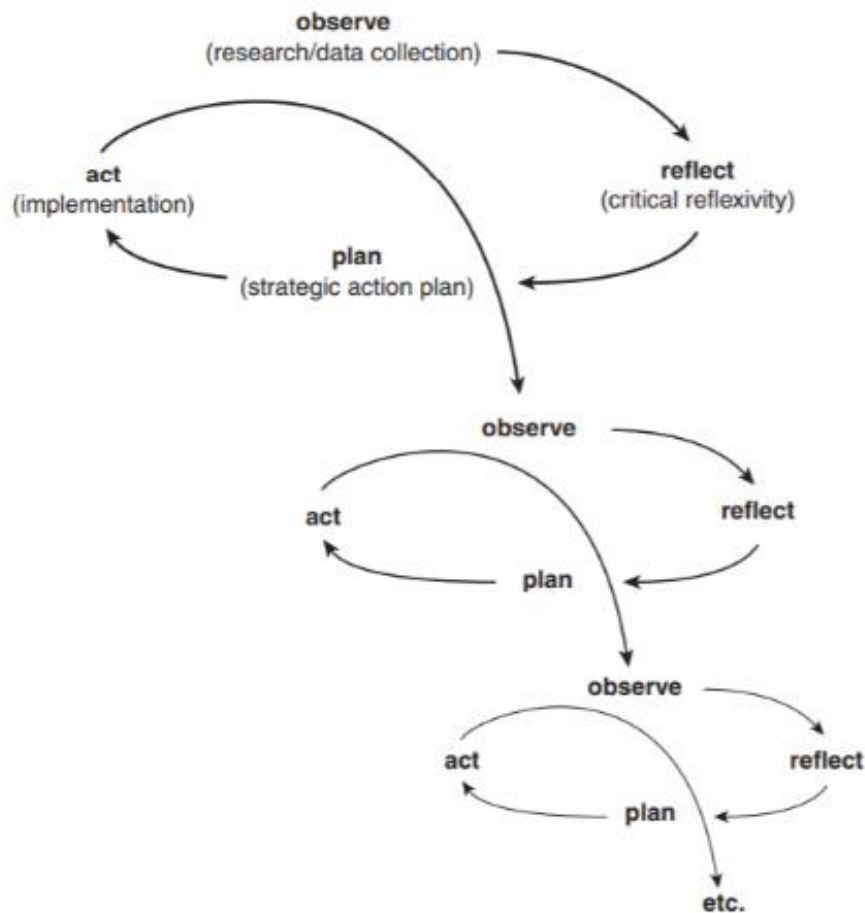 observe
(research/data collection)
act
(implementation)
reflect
(critical reflexivity)
plan
(strategic action plan)
observe
act
reflect
plan
observe
act
reflect
plan
etc.